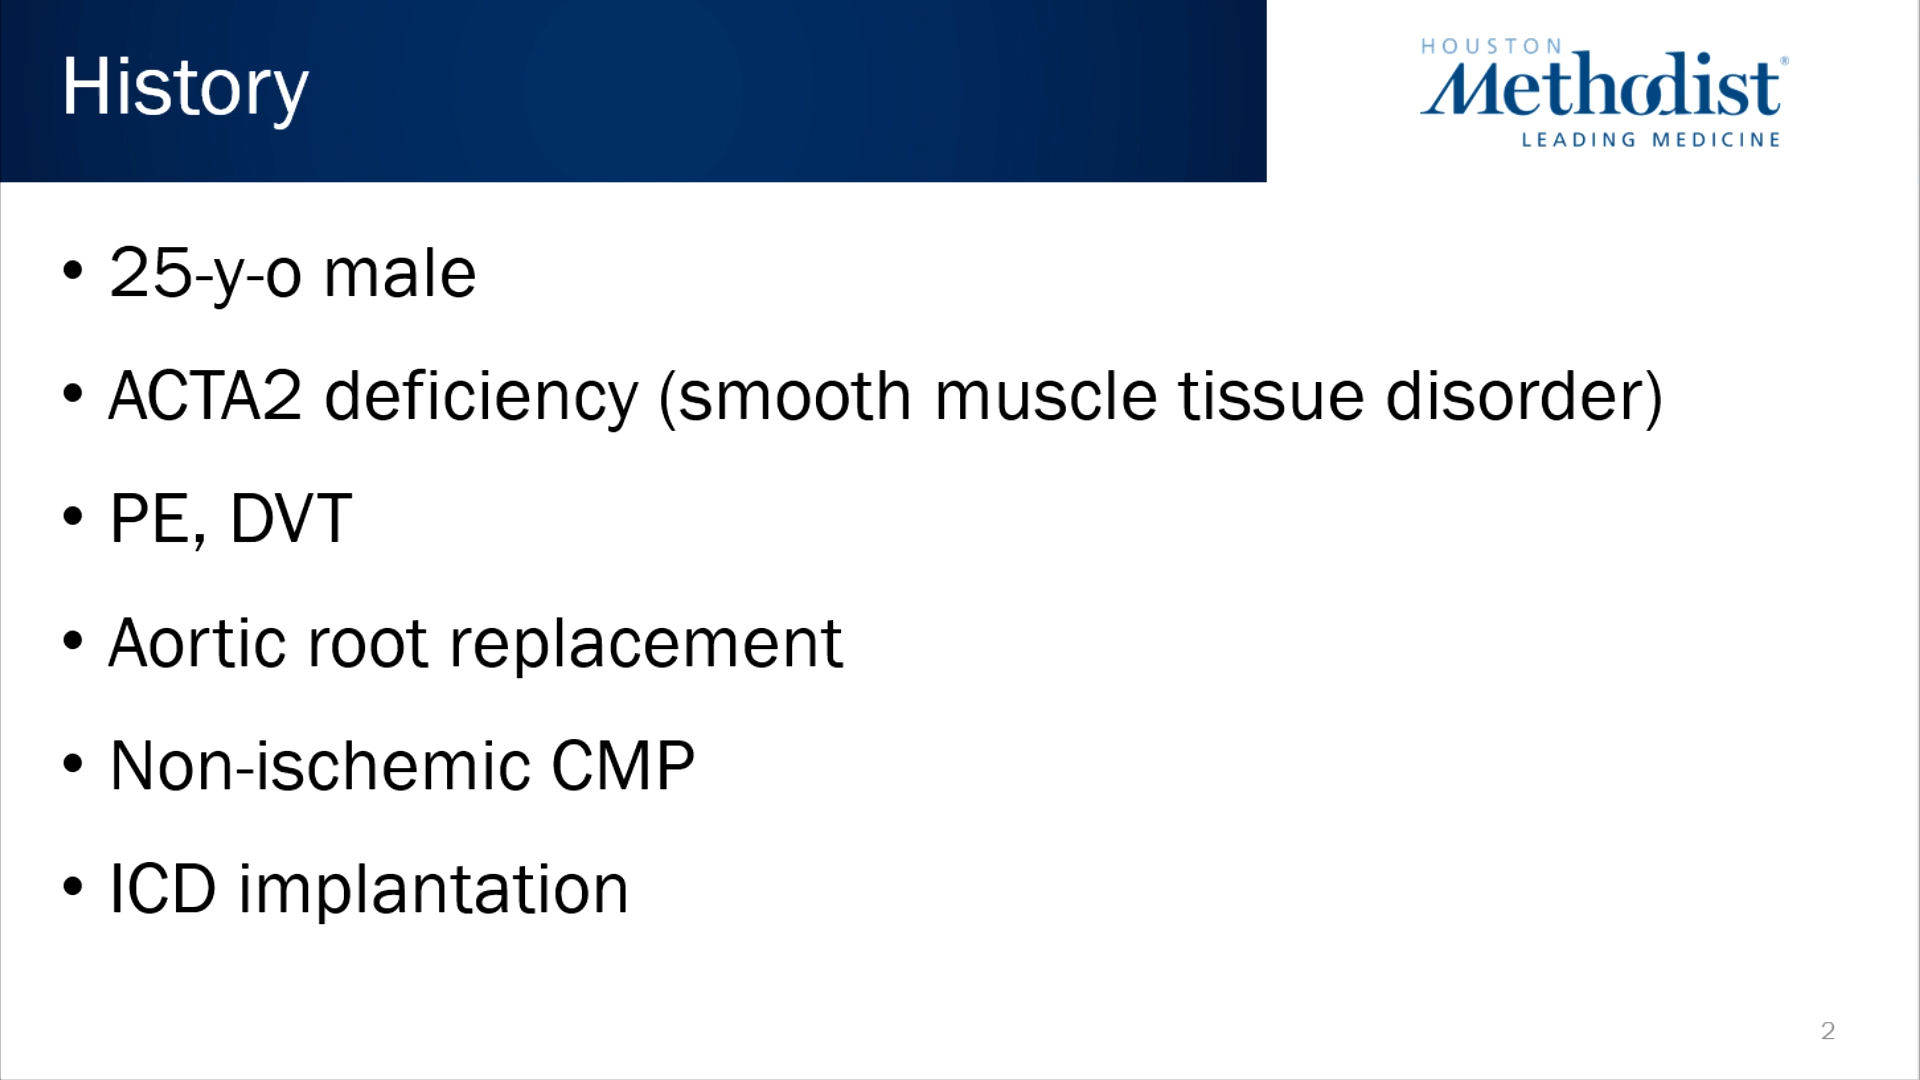 History
HOUSTON
Methodist®
LEADING MEDICINE
• 25-y-o male
• ACTA2 deficiency (smooth muscle tissue disorder)
• PE, DVT
• Aortic root replacement
• Non-ischemic CMP
• ICD implantation
2